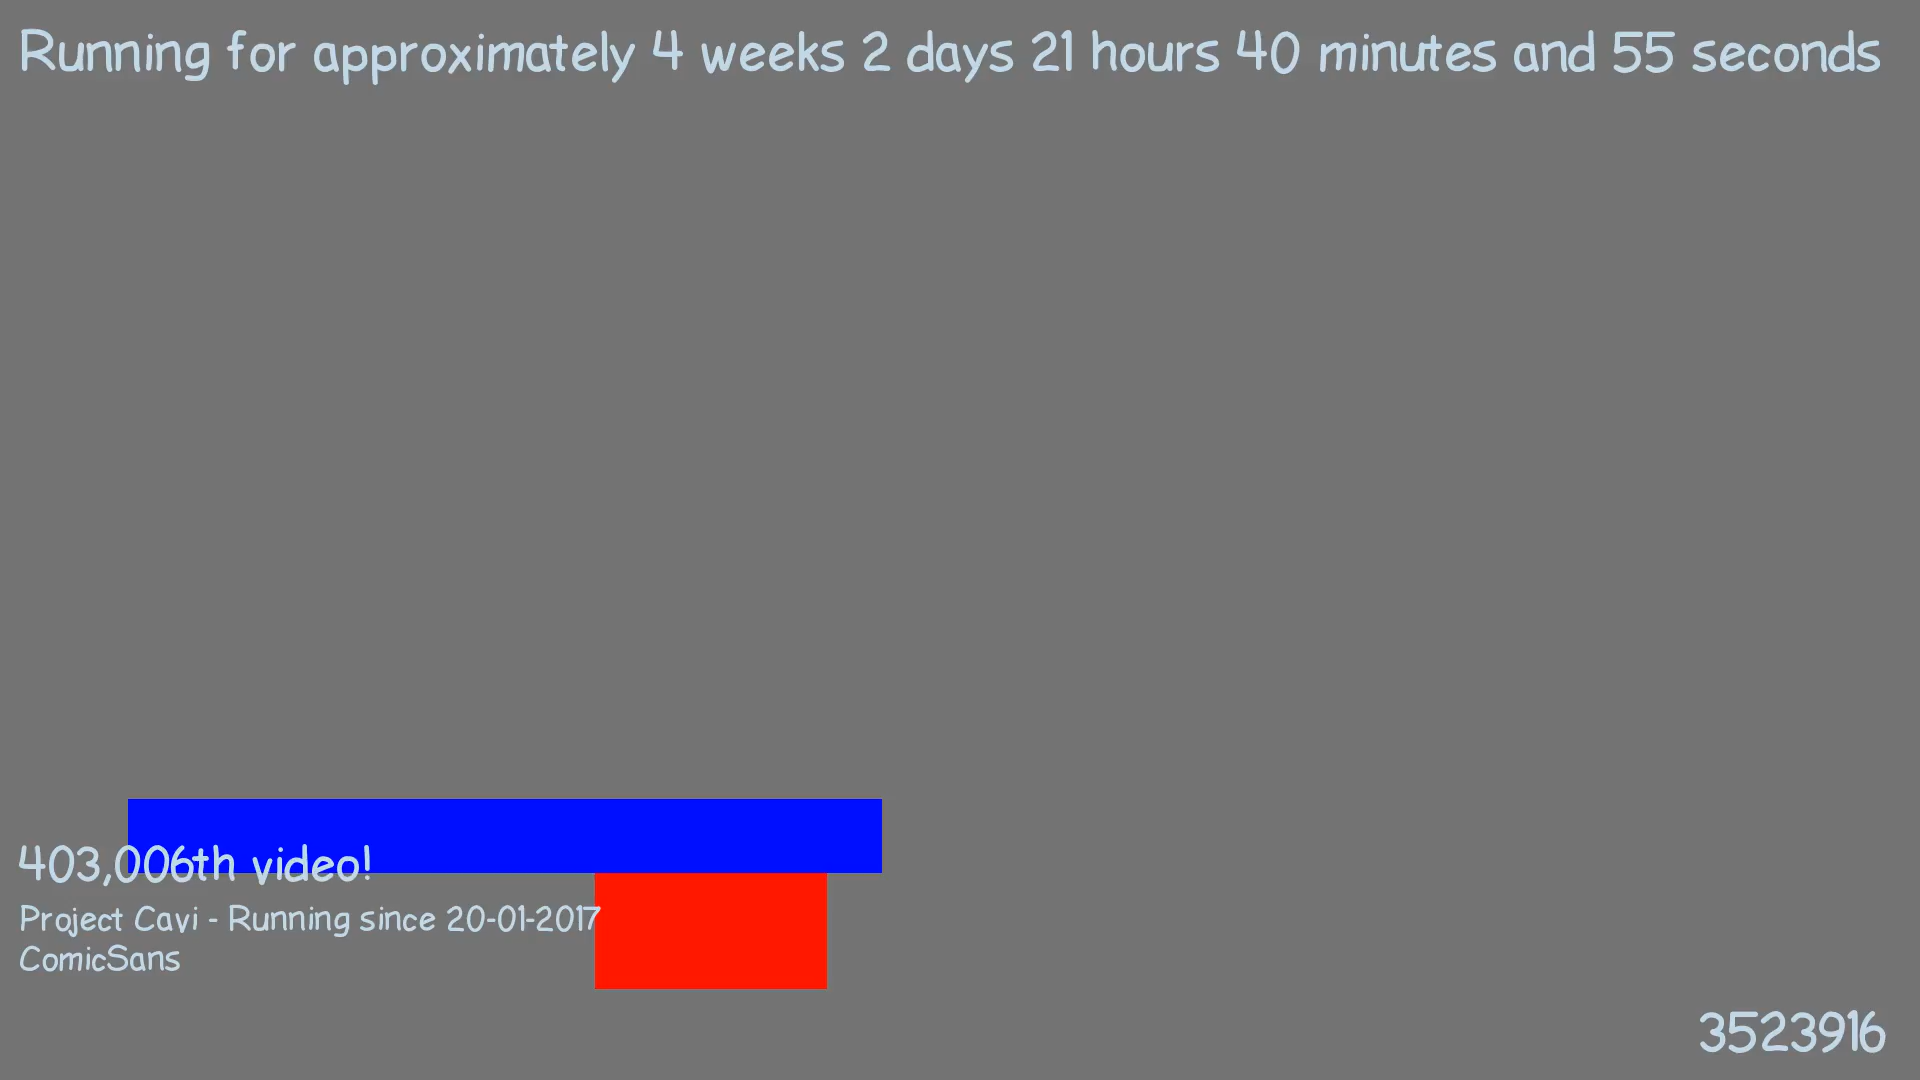 Running for approximately 4 weeks 2 days 21 hours 40 minutes and 55 seconds
403,006th video!
Project Cavi - Running since 20-01-2017
ComicSans
3523916